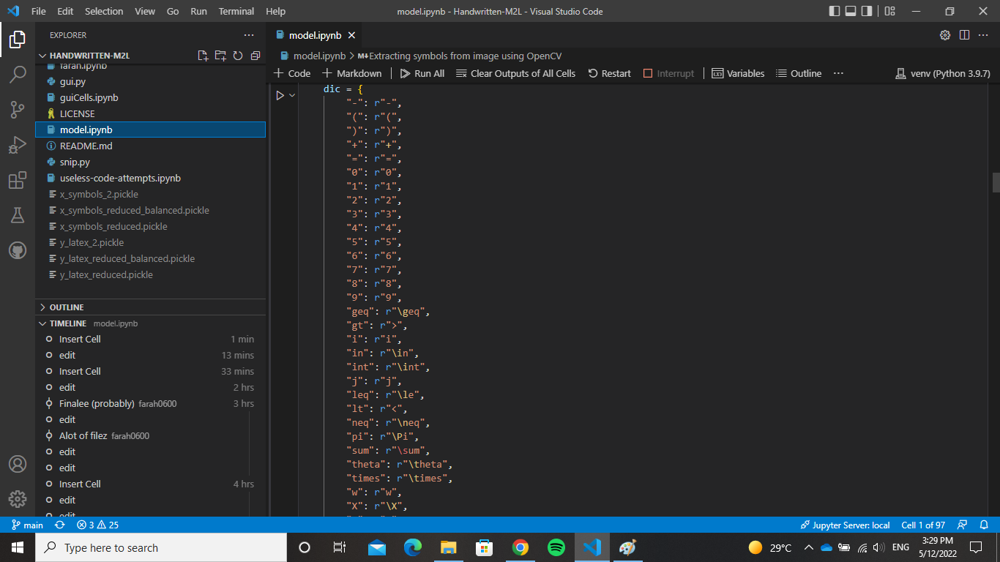 File Edit Selection View Go Run Terminal Help model.ipynb - Handwritten-M2L - Visual Studio Code
EXPLORER
HANDWRITTEN-M2L
faran.ipynb
gui.py
guiCells.ipynb
LICENSE
model.ipynb
README.md
snip.py
useless-code-attempts.ipynb
x_symbols_2.pickle
x_symbols_reduced_balanced.pickle
x_symbols_reduced.pickle
y_latex_2.pickle
y_latex_reduced_balanced.pickle
y_latex_reduced.pickle
OUTLINE
TIMELINE model.ipynb
Insert Cell 1 min
edit 13 mins
Insert Cell 33 mins
edit 2 hrs
Finalee (probably) farah0600 3 hrs
edit
Alot of filez farah0600
edit
edit
Insert Cell 4 hrs
edit
edit
model.ipynb
model.ipynb > M↓Extracting symbols from image using OpenCV
+ Code + Markdown Run All Clear Outputs of All Cells Restart Interrupt Variables Outline ··· venv (Python 3.9.7)
dic = {
"-": r"-",
"(": r"(",
")": r")",
"+": r"+",
"=": r"=",
"0": r"0",
"1": r"1",
"2": r"2",
"3": r"3",
"4": r"4",
"5": r"5",
"6": r"6",
"7": r"7",
"8": r"8",
"9": r"9",
"geq": r"\geq",
"gt": r">",
"i": r"i",
"in": r"\in",
"int": r"\int",
"j": r"j",
"leq": r"\le",
"lt": r"<",
"neq": r"\neq",
"pi": r"\Pi",
"sum": r"\sum",
"theta": r"\theta",
"times": r"\times",
"w": r"w",
"X": r"\X",
main 3 25 Jupyter Server: local Cell 1 of 97
Type here to search 29°C ENG 3:29 PM
5/12/2022